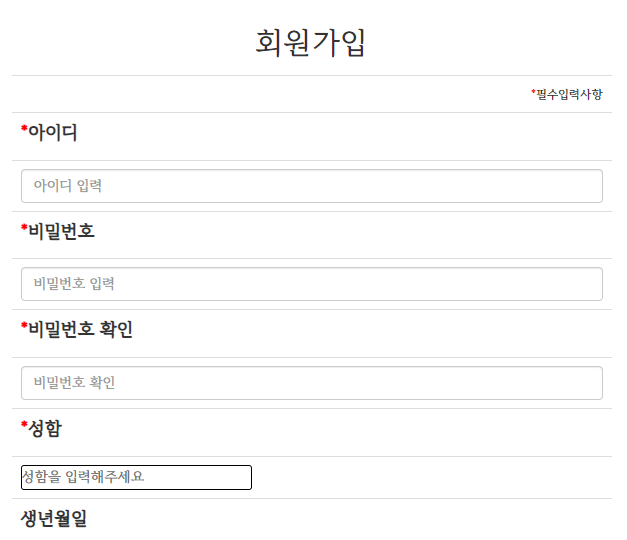 회원가입
*필수입력사항
*아이디
아이디 입력
*비밀번호
비밀번호 입력
*비밀번호 확인
비밀번호 확인
*성함
성함을 입력해주세요
생년월일